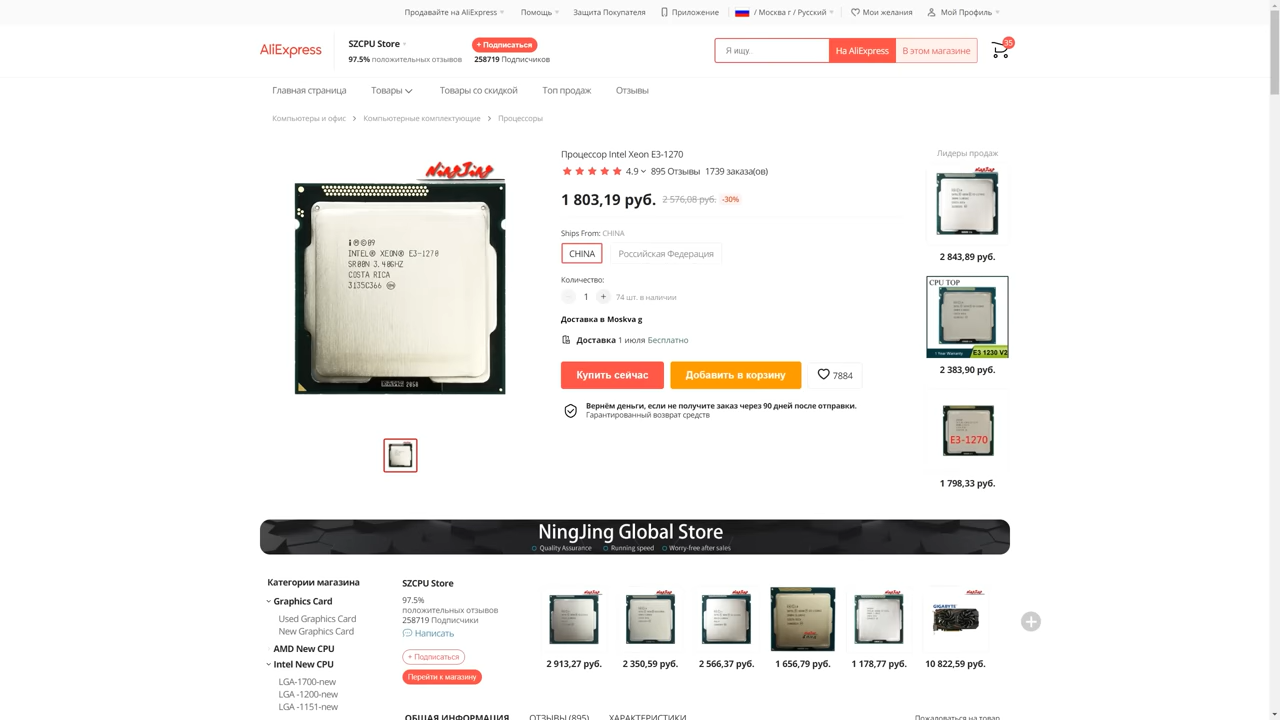 Продавайте на AliExpress
Помощь
Защита Покупателя
Приложение
/ Москва г / Русский
Мои желания
Мой Профиль
AliExpress
SZCPU Store
97.5% положительных отзывов
+ Подписаться
258719 Подписчиков
Я ищу
На AliExpress
В этом магазине
35
Главная страница
Товары
Товары со скидкой
Топ продаж
Отзывы
Компьютеры и офис > Компьютерные комплектующие > Процессоры
NingJing
INTEL® XEON® E3-1270
SR00N 3.40GHZ
COSTA RICA
Процессор Intel Xeon E3-1270
4.9
895 Отзывы
1739 заказа(ов)
1 803,19 руб.
2 576,08 руб.
-30%
Ships From: CHINA
CHINA
Российская Федерация
Количество:
- 1 + 74 шт. в наличии
Доставка в Moskva g
Доставка 1 июля Бесплатно
Купить сейчас
Добавить в корзину
7884
Вернём деньги, если не получите заказ через 90 дней после отправки.
Гарантированный возврат средств
Лидеры продаж
2 843,89 руб.
CPU TOP
1 Year Warranty
E3 1230 V2
2 383,90 руб.
E3-1270
1 798,33 руб.
NingJing Global Store
Quality Assurance
Running speed
Worry-free after sales
Категории магазина
Graphics Card
Used Graphics Card
New Graphics Card
AMD New CPU
Intel New CPU
LGA-1700-new
LGA -1200-new
LGA -1151-new
SZCPU Store
97.5%
положительных отзывов
258719 Подписчики
Написать
+ Подписаться
Перейти к магазину
2 913,27 руб.
2 350,59 руб.
2 566,37 руб.
1 656,79 руб.
1 178,77 руб.
GIGABYTE
10 822,59 руб.
ОБЩАЯ ИНФОРМАЦИЯ
ОТЗЫВЫ (895)
ХАРАКТЕРИСТИКИ
Пожаловаться на товар